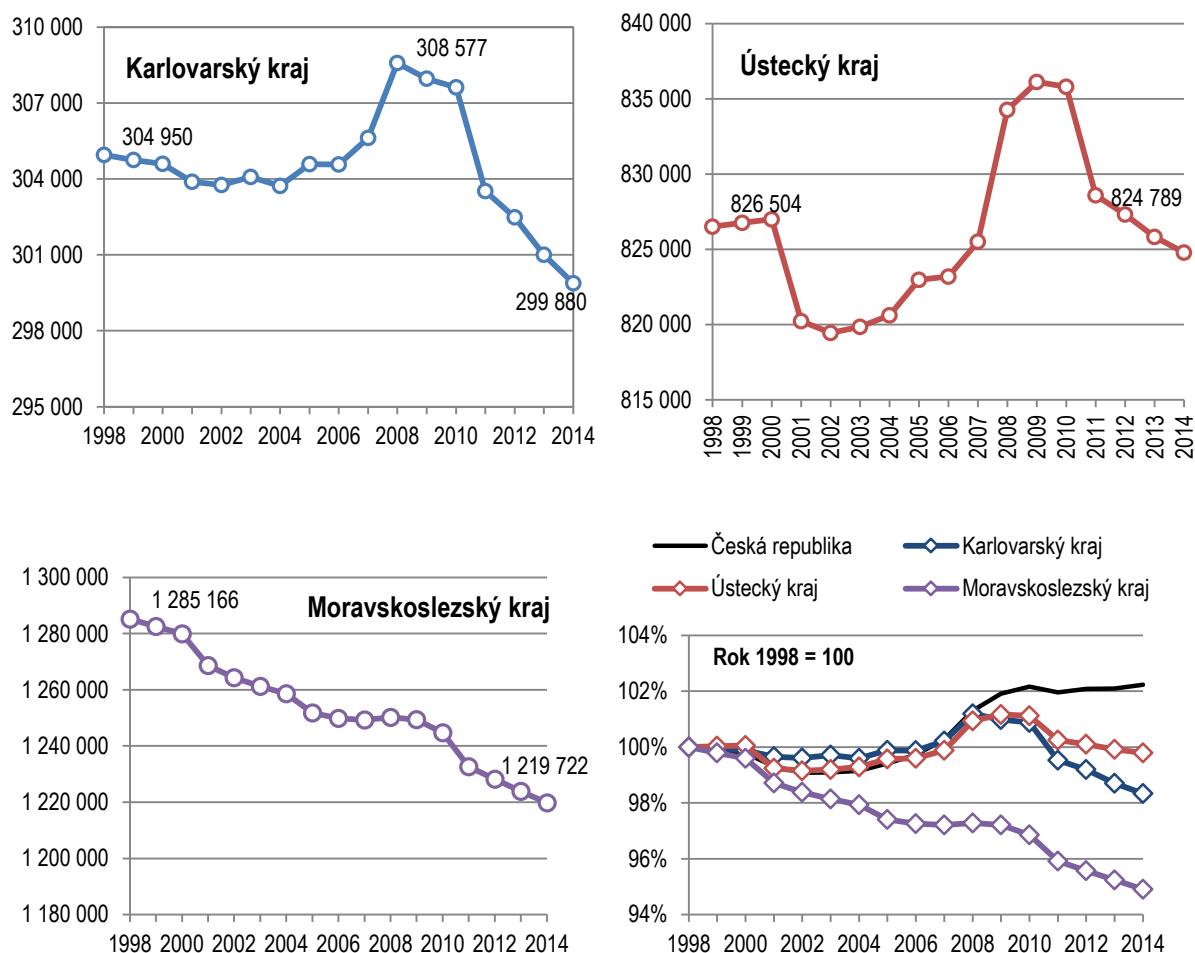 Karlovarský kraj
310 000
307 000
304 000
301 000
298 000
295 000
304 950
308 577
299 880
1998 2000 2002 2004 2006 2008 2010 2012 2014
Ústecký kraj
840 000
835 000
830 000
825 000
820 000
815 000
826 504
824 789
1998 1999 2000 2001 2002 2003 2004 2005 2006 2007 2008 2009 2010 2011 2012 2013 2014
Moravskoslezský kraj
1 300 000
1 280 000
1 260 000
1 240 000
1 220 000
1 200 000
1 180 000
1 285 166
1 219 722
1998 2000 2002 2004 2006 2008 2010 2012 2014
Česká republika
Karlovarský kraj
Ústecký kraj
Moravskoslezský kraj
Rok 1998 = 100
104%
102%
100%
98%
96%
94%
1998 2000 2002 2004 2006 2008 2010 2012 2014